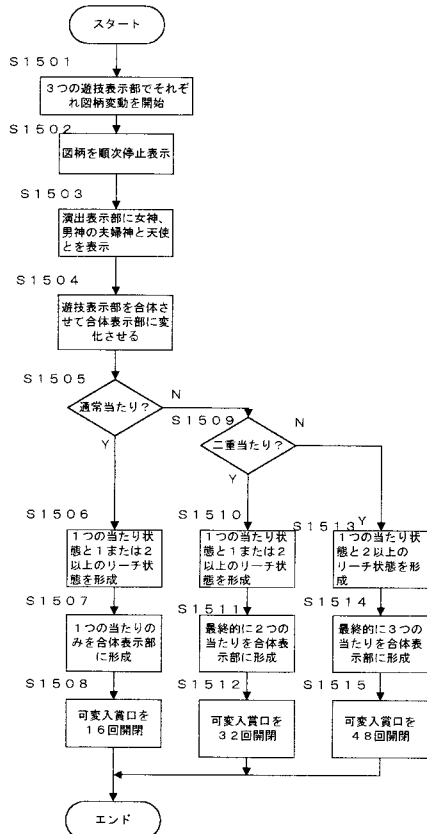 スタート
S1501
3つの遊技表示部でそれぞ
れ図柄変動を開始
S1502
図柄を順次停止表示
S1503
演出表示部に女神、
男神の夫婦神と天使
とを表示
S1504
遊技表示部を合体さ
せて合体表示部に変
化させる
S1505
通常当たり?
N
Y
S1509
二重当たり?
N
Y
S1506
1つの当たり状
態と1または2
以上のリーチ状
態を形成
S1510
1つの当たり状
態と1または2
以上のリーチ状
態を形成
S1513
Y
1つの当たり状
態と2以上の
リーチ状態を形
成
S1507
1つの当たりの
みを合体表示部
に形成
S1511
最終的に2つの
当たりを合体表
示部に形成
S1514
最終的に3つの
当たりを合体表
示部に形成
S1508
可変入賞口を
16回開閉
S1512
可変入賞口を
32回開閉
S1515
可変入賞口を
48回開閉
エンド